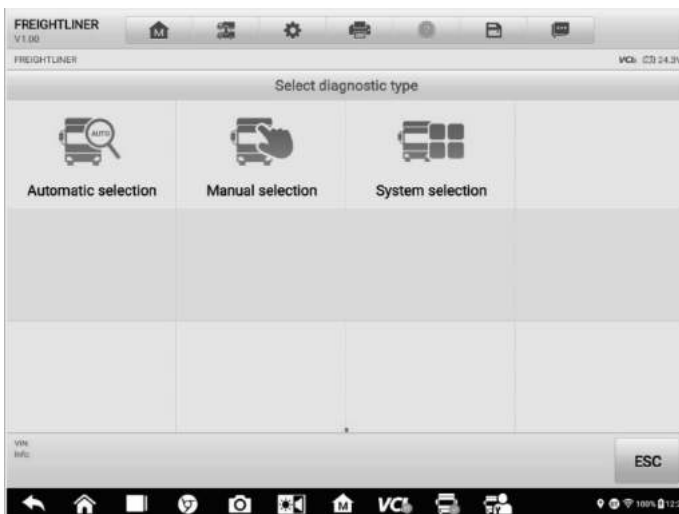 FREIGHTLINER
V1.00
M
FREIGHTLINER
VCI
Select diagnostic type
AUTO
Automatic selection
Manual selection
System selection
VIN:
Info:
ESC
M
VCI
100%